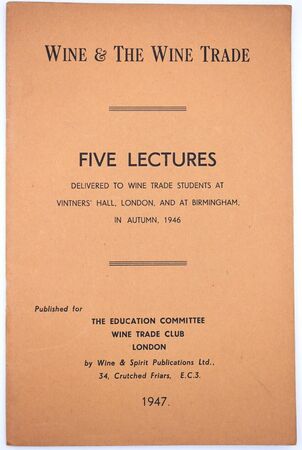 WINE & THE WINE TRADE
FIVE LECTURES
DELIVERED TO WINE TRADE STUDENTS AT
VINTNERS' HALL, LONDON, AND AT BIRMINGHAM,
IN AUTUMN, 1946
Published for
THE EDUCATION COMMITTEE
WINE TRADE CLUB
LONDON
by Wine & Spirit Publications Ltd.,
34, Crutched Friars, E.C.3.
1947.